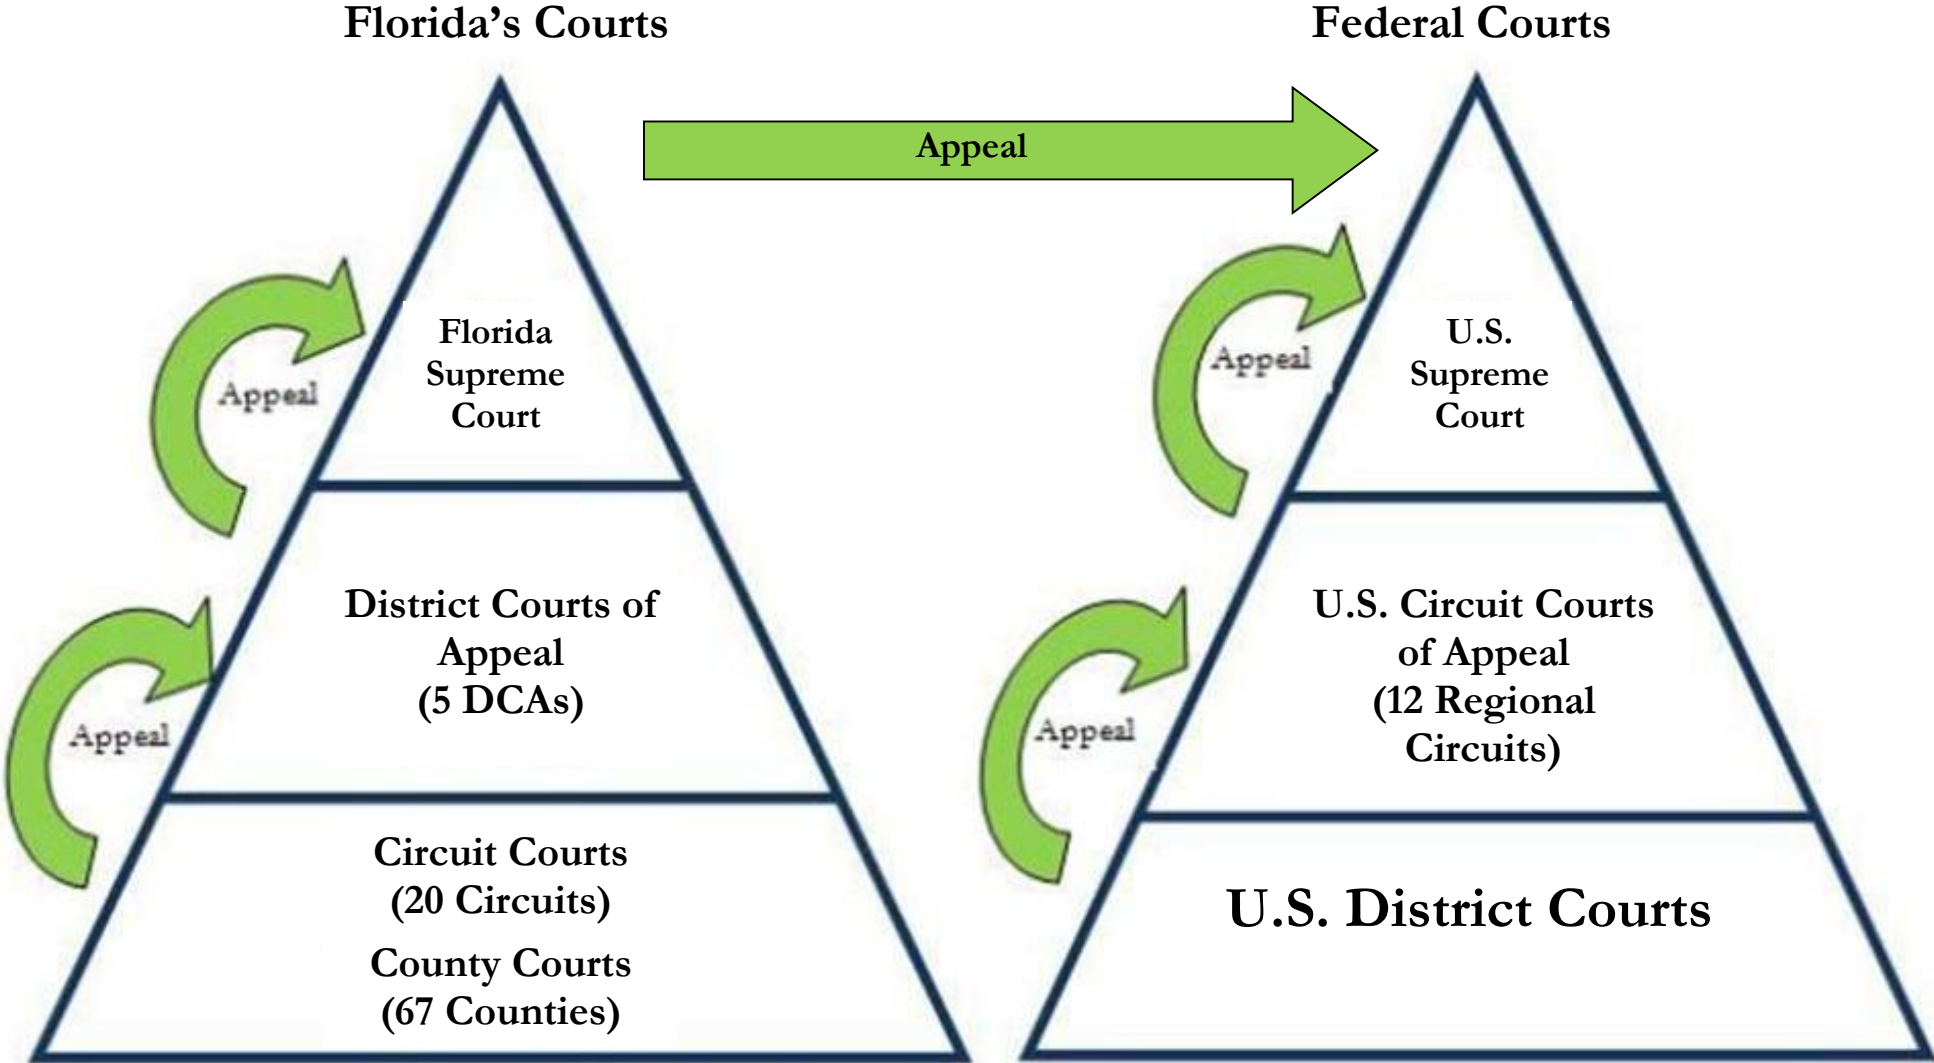 Florida’s Courts
Appeal
Appeal
Florida
Supreme
Court
Appeal
District Courts of
Appeal
(5 DCAs)
Circuit Courts
(20 Circuits)
County Courts
(67 Counties)
Federal Courts
Appeal
U.S.
Supreme
Court
Appeal
U.S. Circuit Courts
of Appeal
(12 Regional
Circuits)
U.S. District Courts